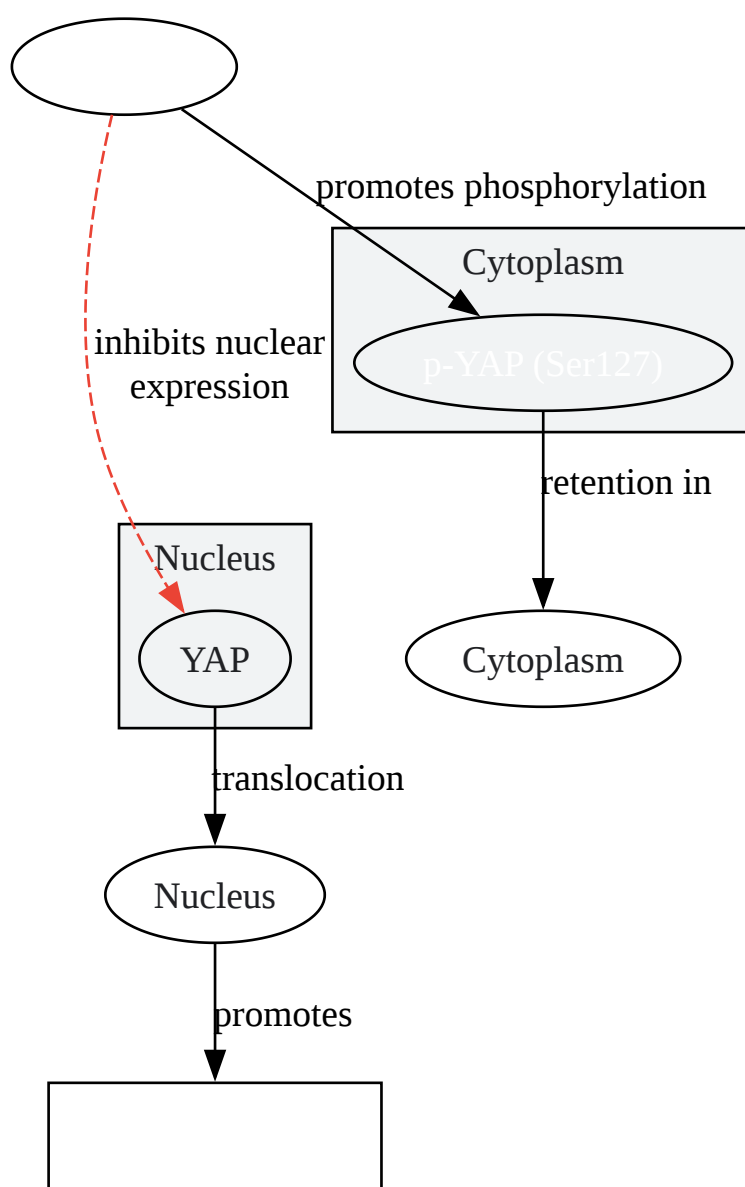 promotes phosphorylation
Cytoplasm
inhibits nuclear
expression
p-YAP (Ser127)
retention in
Nucleus
YAP
Cytoplasm
translocation
Nucleus
promotes